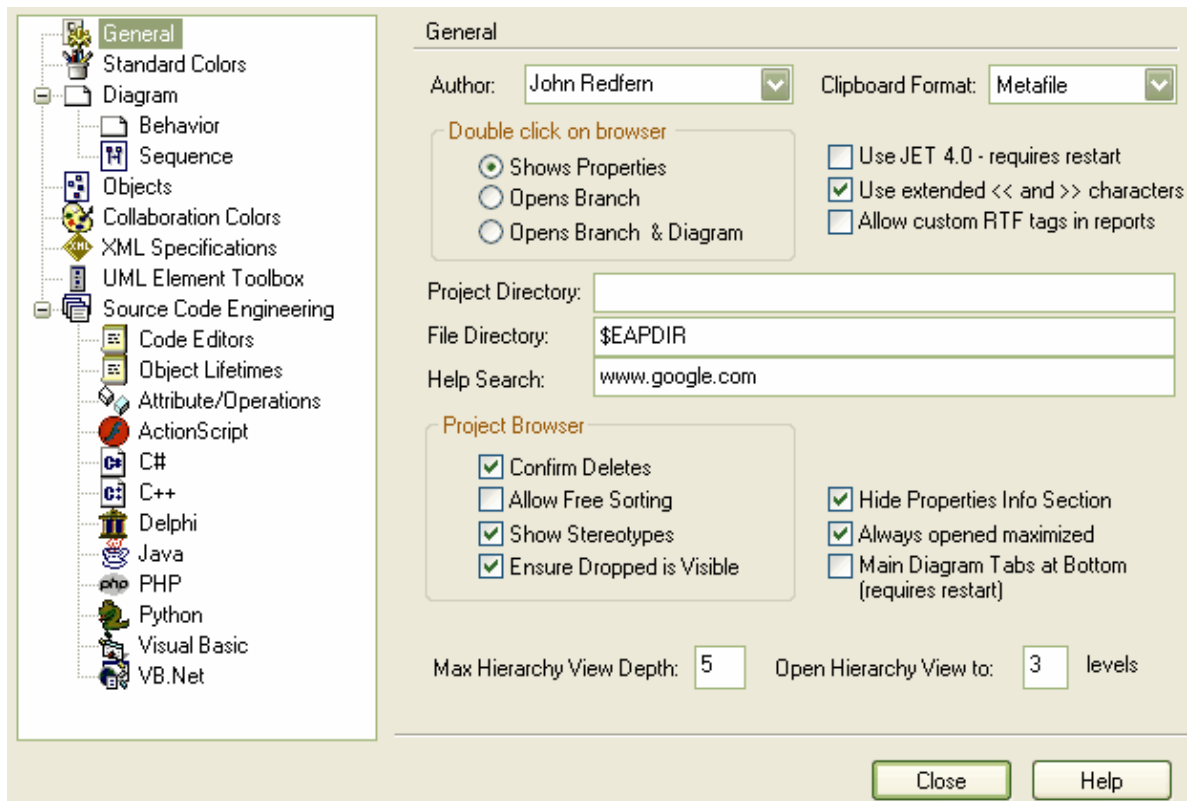 General
Standard Colors
Diagram
Behavior
Sequence
Objects
Collaboration Colors
XML Specifications
UML Element Toolbox
Source Code Engineering
Code Editors
Object Lifetimes
Attribute/Operations
ActionScript
C#
C++
Delphi
Java
php PHP
Python
Visual Basic
VB.Net
General
Author: John Redfern Clipboard Format: Metafile
Double click on browser
Shows Properties
Opens Branch
Opens Branch & Diagram
Use JET 4.0 - requires restart
Use extended << and >> characters
Allow custom RTF tags in reports
Project Directory:
File Directory: $EAPDIR
Help Search: www.google.com
Project Browser
Confirm Deletes
Allow Free Sorting
Show Stereotypes
Ensure Dropped is Visible
Hide Properties Info Section
Always opened maximized
Main Diagram Tabs at Bottom
(requires restart)
Max Hierarchy View Depth: 5 Open Hierarchy View to: 3 levels
Close Help